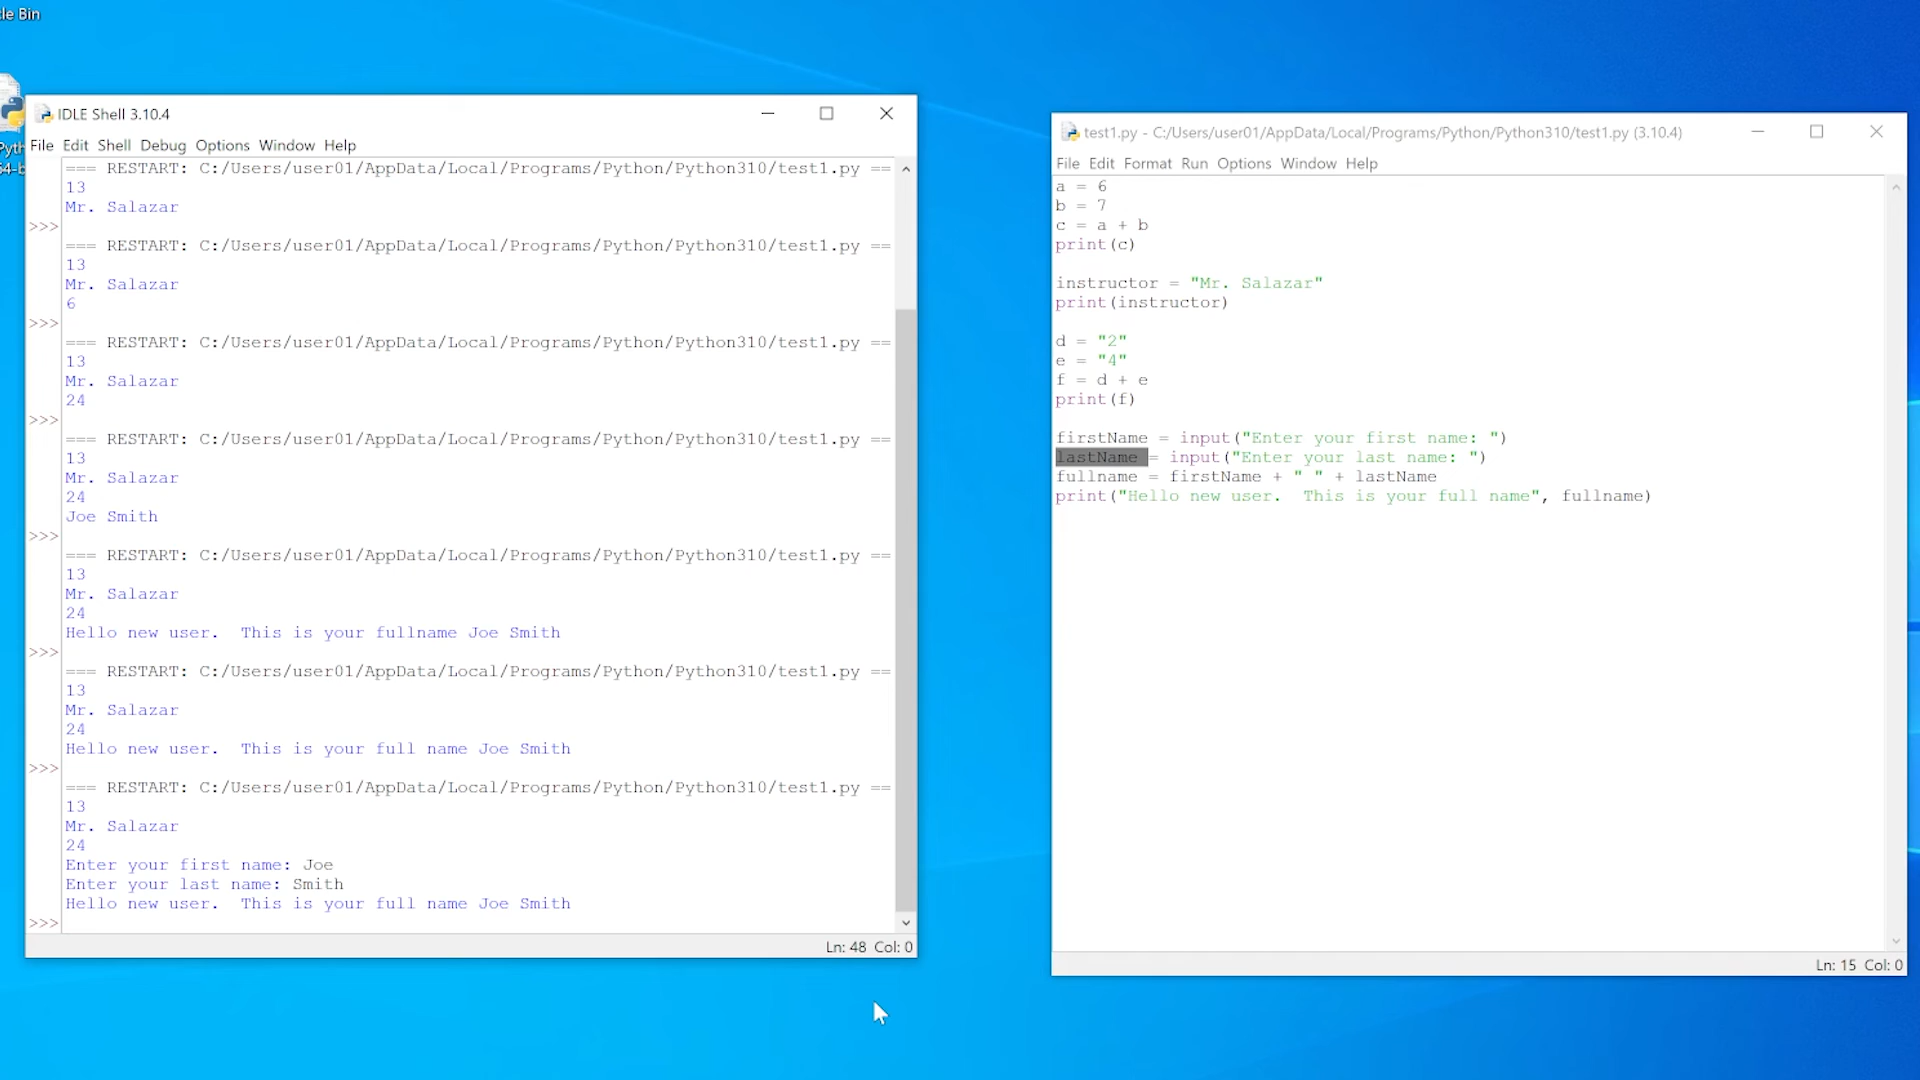 le Bin
Pyth
64-b
IDLE Shell 3.10.4
File Edit Shell Debug Options Window Help
=== RESTART: C:/Users/user01/AppData/Local/Programs/Python/Python310/test1.py ==
13
Mr. Salazar
>>>
=== RESTART: C:/Users/user01/AppData/Local/Programs/Python/Python310/test1.py ==
13
Mr. Salazar
6
>>>
=== RESTART: C:/Users/user01/AppData/Local/Programs/Python/Python310/test1.py ==
13
Mr. Salazar
24
>>>
=== RESTART: C:/Users/user01/AppData/Local/Programs/Python/Python310/test1.py ==
13
Mr. Salazar
24
Joe Smith
>>>
=== RESTART: C:/Users/user01/AppData/Local/Programs/Python/Python310/test1.py ==
13
Mr. Salazar
24
Hello new user.  This is your fullname Joe Smith
>>>
=== RESTART: C:/Users/user01/AppData/Local/Programs/Python/Python310/test1.py ==
13
Mr. Salazar
24
Hello new user.  This is your full name Joe Smith
>>>
=== RESTART: C:/Users/user01/AppData/Local/Programs/Python/Python310/test1.py ==
13
Mr. Salazar
24
Enter your first name: Joe
Enter your last name: Smith
Hello new user.  This is your full name Joe Smith
>>>
Ln: 48 Col: 0
test1.py - C:/Users/user01/AppData/Local/Programs/Python/Python310/test1.py (3.10.4)
File Edit Format Run Options Window Help
a = 6
b = 7
c = a + b
print(c)
instructor = "Mr. Salazar"
print(instructor)
d = "2"
e = "4"
f = d + e
print(f)
firstName = input("Enter your first name: ")
lastName = input("Enter your last name: ")
fullname = firstName + " " + lastName
print("Hello new user.  This is your full name", fullname)
Ln: 15 Col: 0